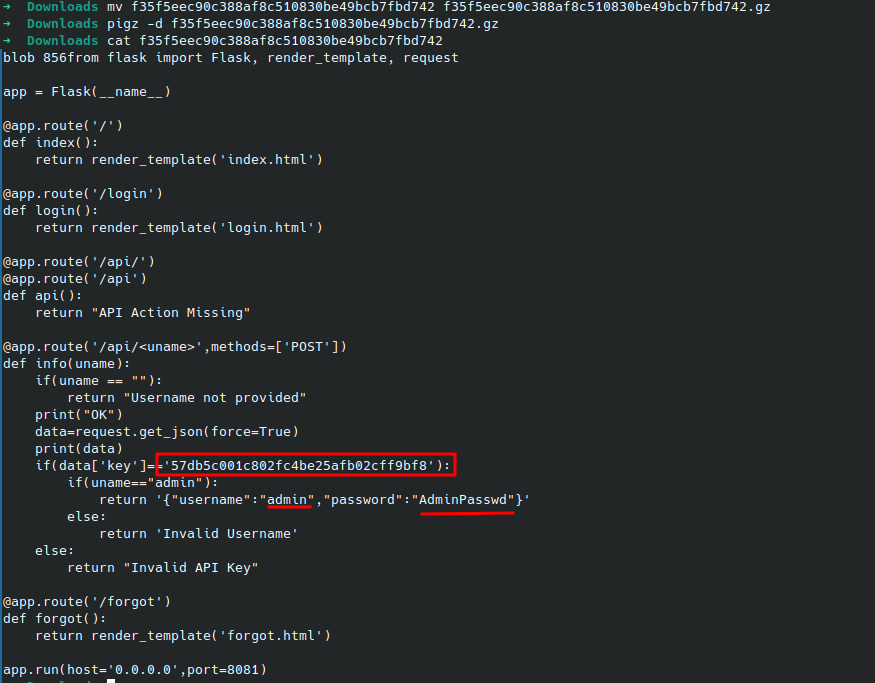 →  Downloads mv f35f5eec90c388af8c510830be49bcb7fbd742 f35f5eec90c388af8c510830be49bcb7fbd742.gz
→  Downloads pigz -d f35f5eec90c388af8c510830be49bcb7fbd742.gz
→  Downloads cat f35f5eec90c388af8c510830be49bcb7fbd742
blob 856from flask import Flask, render_template, request

app = Flask(__name__)

@app.route('/')
def index():
    return render_template('index.html')

@app.route('/login')
def login():
    return render_template('login.html')

@app.route('/api/')
@app.route('/api')
def api():
    return "API Action Missing"

@app.route('/api/<uname>',methods=['POST'])
def info(uname):
    if(uname == ""):
        return "Username not provided"
    print("OK")
    data=request.get_json(force=True)
    print(data)
    if(data['key']=='57db5c001c802fc4be25afb02cff9bf8'):
        if(uname=="admin"):
            return '{"username":"admin","password":"AdminPasswd"}'
        else:
            return 'Invalid Username'
    else:
        return "Invalid API Key"

@app.route('/forgot')
def forgot():
    return render_template('forgot.html')

app.run(host='0.0.0.0',port=8081)